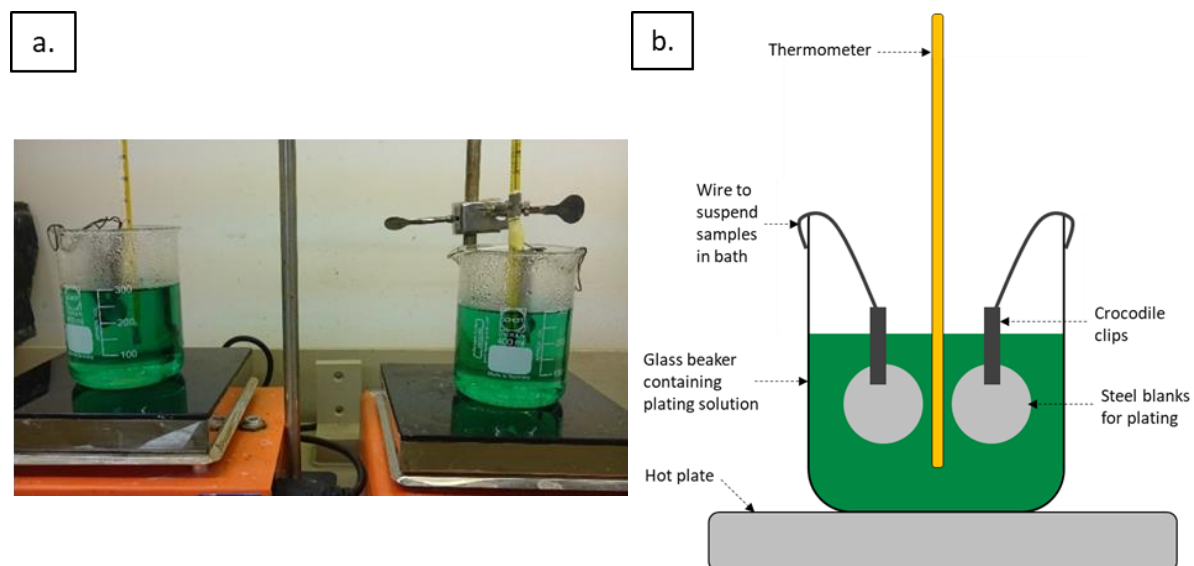 a.
300
200
100
b.
Thermometer
Wire to
suspend
samples
in bath
Glass beaker
containing
plating solution
Hot plate
Crocodile
clips
Steel blanks
for plating